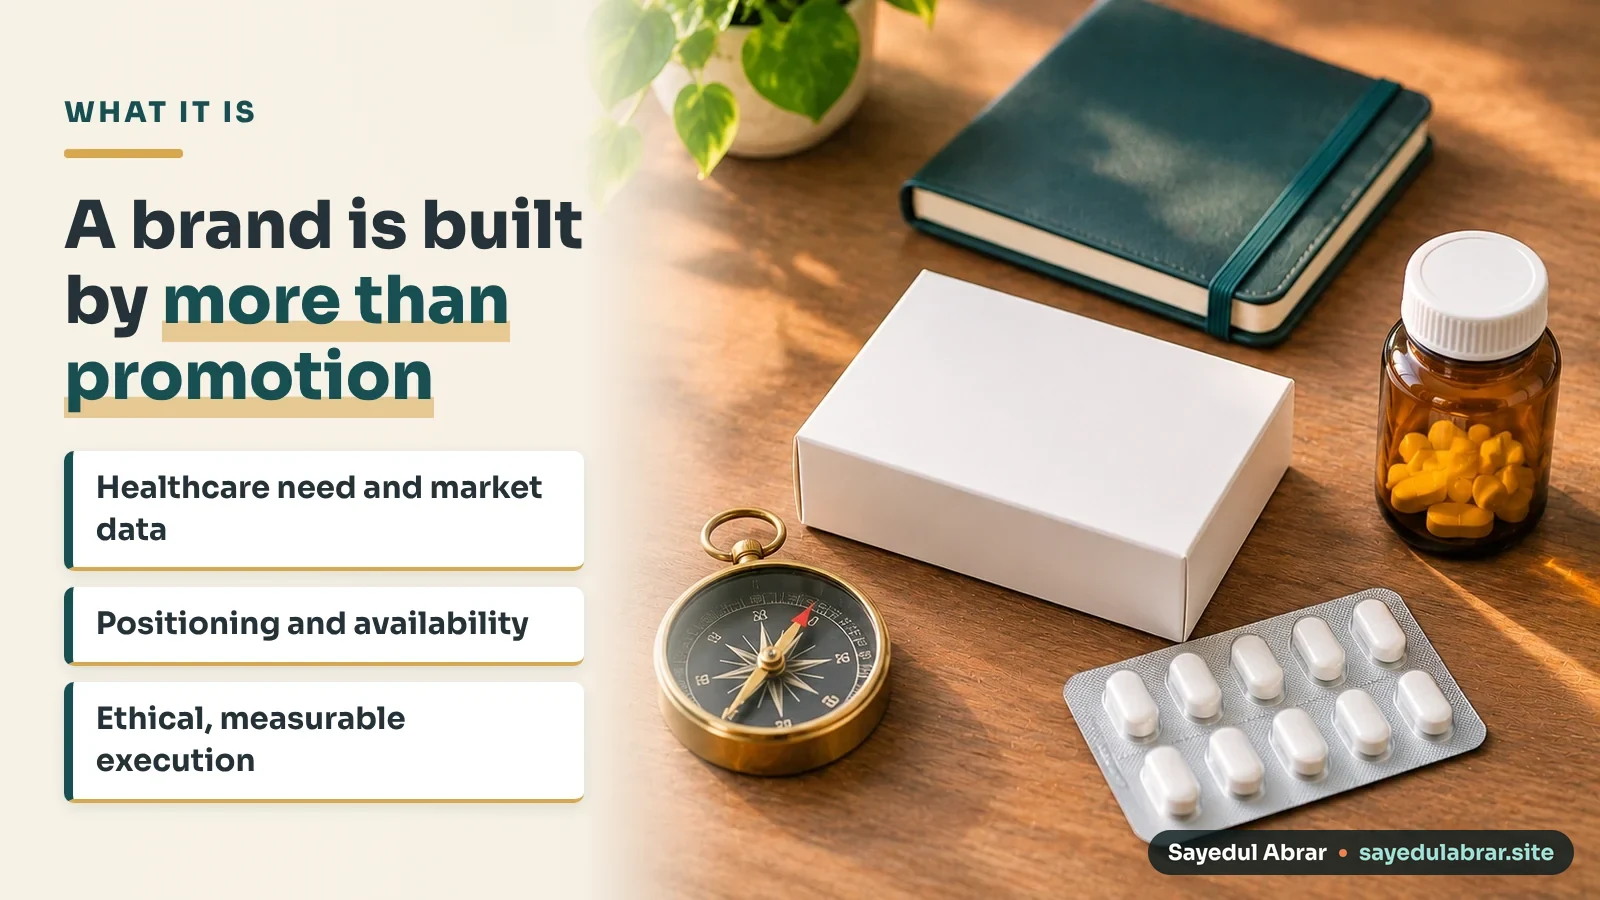 WHAT IT IS
A brand is built
by more than
promotion
Healthcare need and market
data
Positioning and availability
Ethical, measurable
execution
Sayedul Abrar • sayedulabrar.site